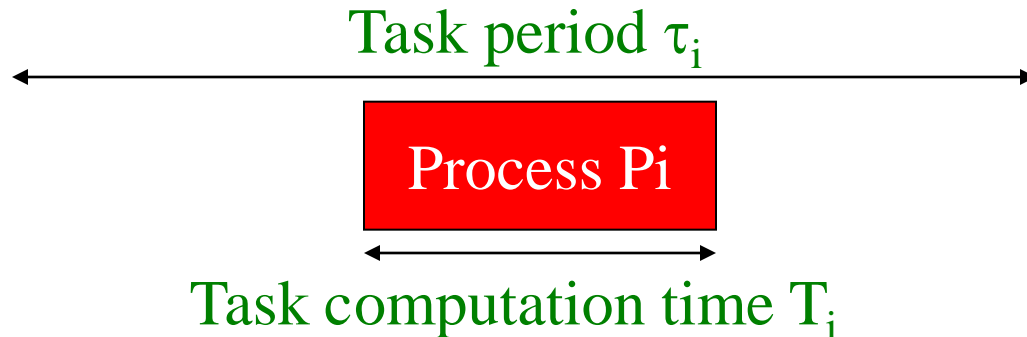 Task period τᵢ
Process Pi
Task computation time Tᵢ